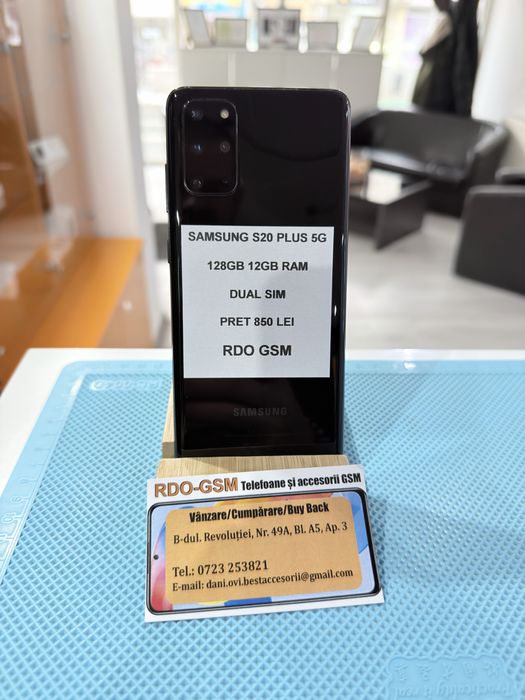 SAMSUNG S20 PLUS 5G
128GB 12GB RAM
DUAL SIM
PRET 850 LEI
RDO GSM
SAMSUNG
RDO-GSM Telefoane și accesorii GSM
Vânzare/Cumpărare/Buy Back
B-dul. Revoluției, Nr. 49A, Bl. A5, Ap. 3
Tel.: 0723 253821
E-mail: dani.ovi.bestaccesorii@gmail.com